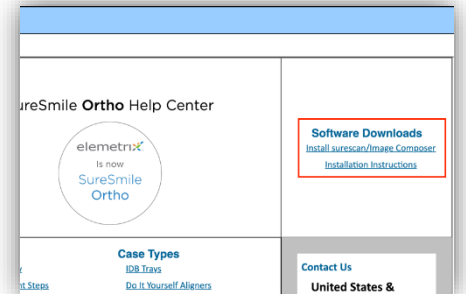 Ortho Help Center
Software Downloads
Install surescan/Image Composer
Installation Instructions
elemetrix
Is now
SureSmile
Ortho
Case Types
IDB Trays
Steps
Do It Yourself Aligners
Contact Us
United States &